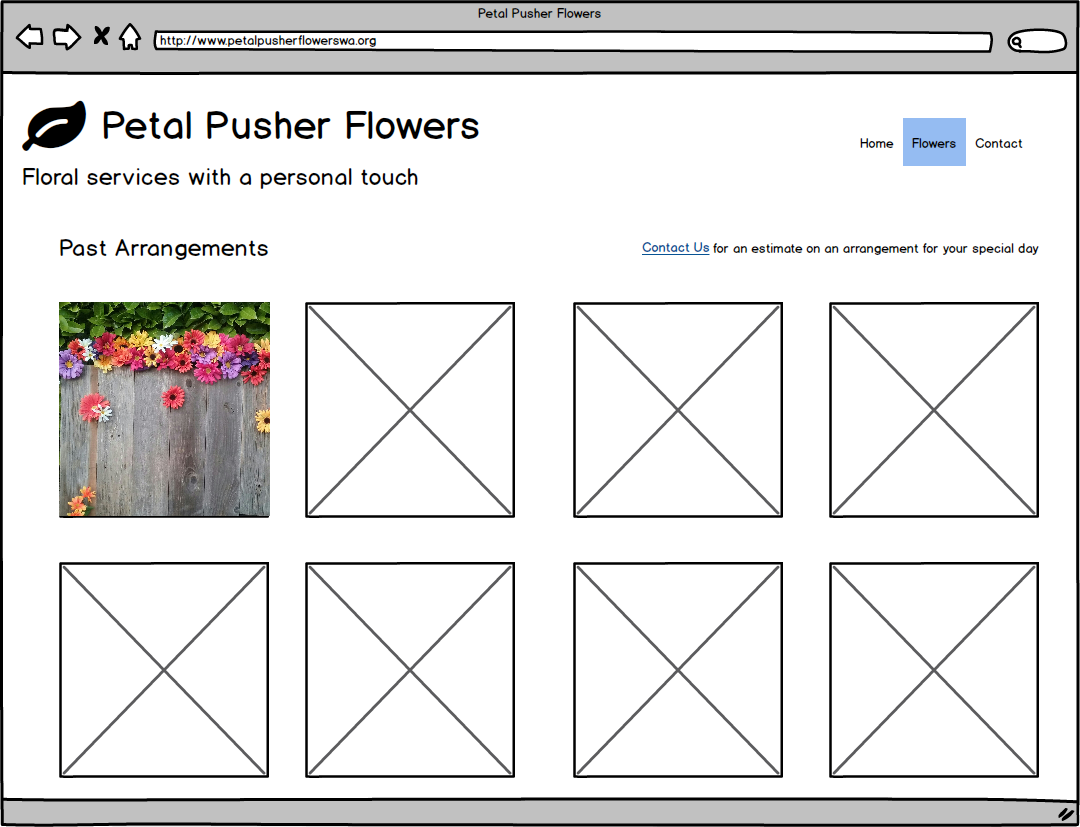 Petal Pusher Flowers
http://www.petalpusherflowerswa.org
Petal Pusher Flowers
Home Flowers Contact
Floral services with a personal touch
Past Arrangements
Contact Us for an estimate on an arrangement for your special day